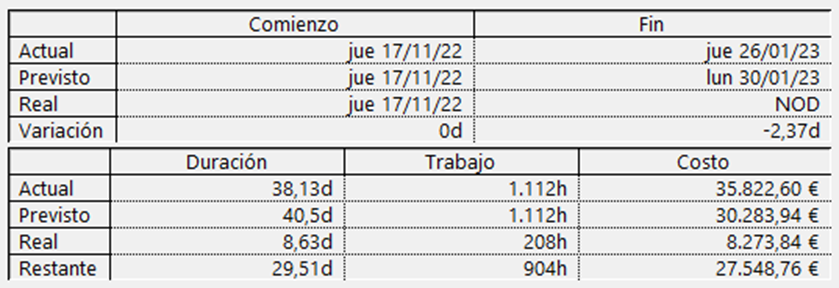 Comienzo Fin
Actual jue 17/11/22 jue 26/01/23
Previsto jue 17/11/22 lun 30/01/23
Real jue 17/11/22 NOD
Variación 0d -2,37d
Duración Trabajo Costo
Actual 38,13d 1.112h 35.822,60 €
Previsto 40,5d 1.112h 30.283,94 €
Real 8,63d 208h 8.273,84 €
Restante 29,51d 904h 27.548,76 €